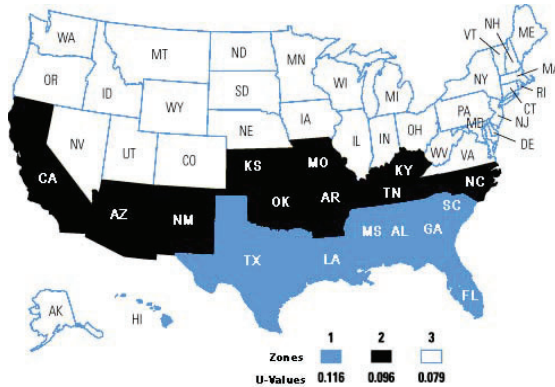 WA
MT
ND
MN
VT
NH
ME
OR
ID
SD
WI
MI
NY
MA
RI
CT
WY
NE
IA
PA
NJ
NV
UT
CO
IL
IN
OH
MD
DE
WV
VA
CA
KS
MO
KY
AZ
NM
OK
AR
TN
NC
SC
TX
LA
MS
AL
GA
FL
AK
HI
Zones 1 2 3
U-Values 0.116 0.096 0.079